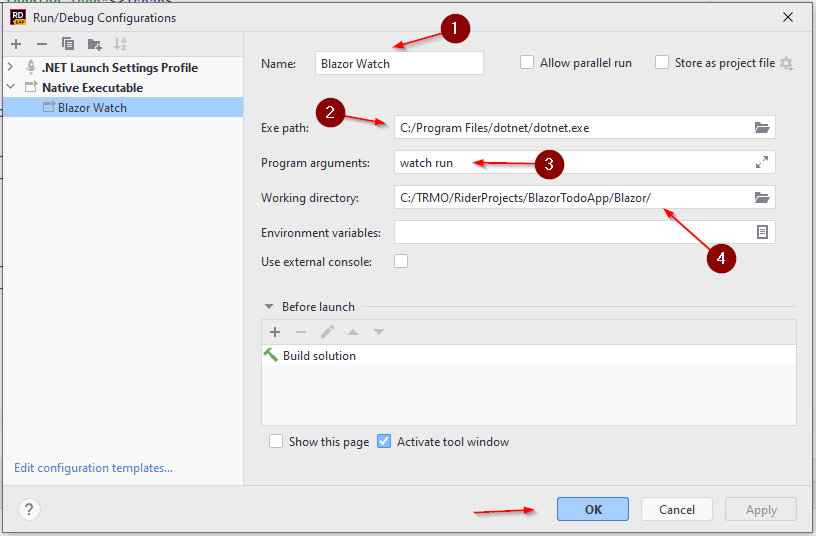 RD
EAP
Run/Debug Configurations
.NET Launch Settings Profile
Native Executable
Blazor Watch
Edit configuration templates...
1
Name: Blazor Watch Allow parallel run Store as project file
2
Exe path: C:/Program Files/dotnet/dotnet.exe
Program arguments: watch run 3
Working directory: C:/TRMO/RiderProjects/BlazorTodoApp/Blazor/
Environment variables: 4
Use external console:
Before launch
Build solution
Show this page Activate tool window
? OK Cancel Apply